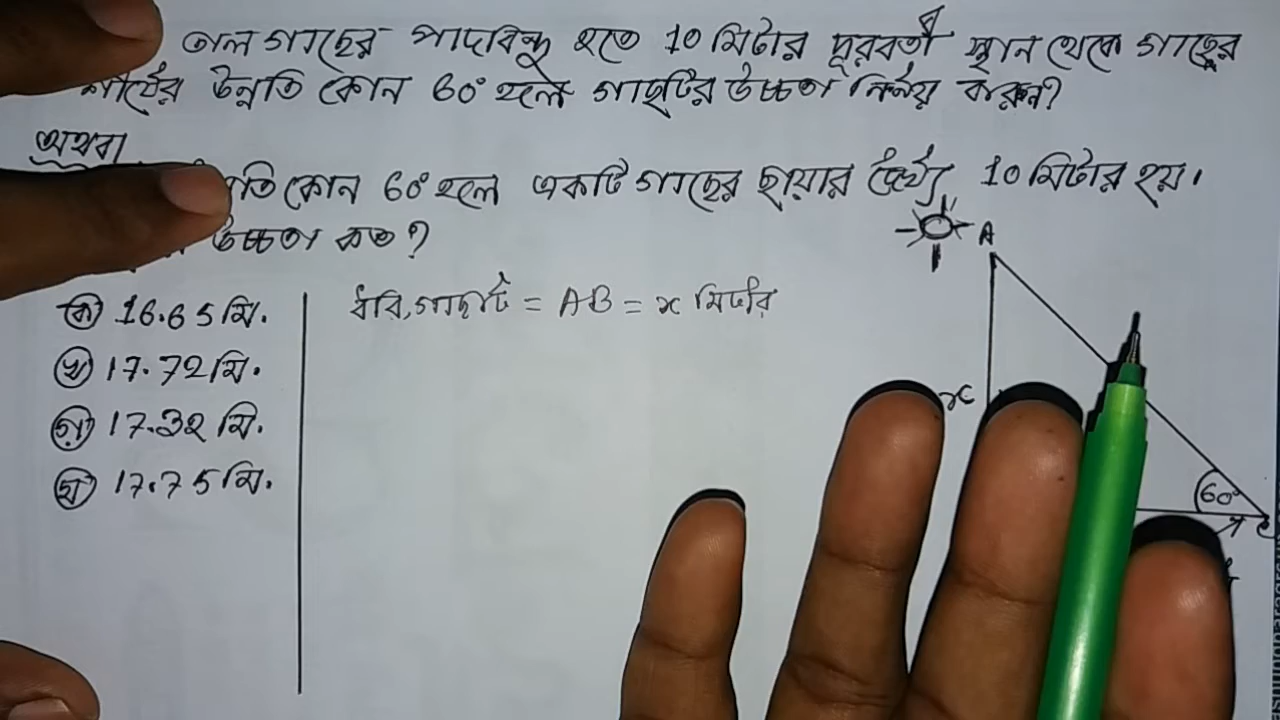 তাল গাছের পাদবিন্দু হতে 10 মিটার দূরবর্তী স্থান থেকে গাছের
শীর্ষের উন্নতি কোন 60° হলে গাছটির উচ্চতা নির্নয় করুন?
অথবা
কোন 60° হলে একটি গাছের ছায়ার দৈর্ঘ্য 10 মিটার হয়।
উচ্চতা কত?
A
ধরি, গাছটি = AB = x মিটার
ক 16.65 মি.
খ 17.72 মি.
গ 17.32 মি.
ঘ 17.75 মি.
x
60°